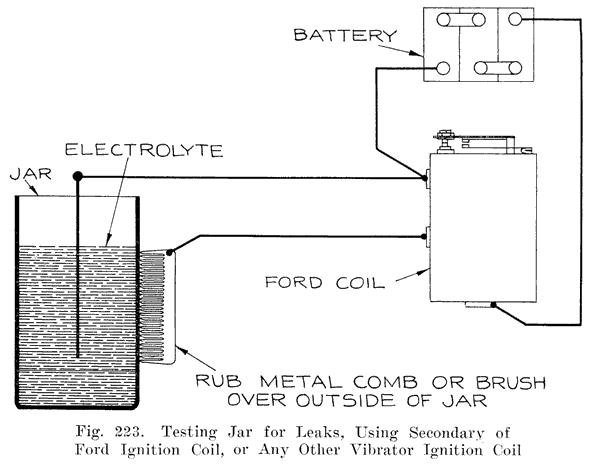 BATTERY
ELECTROLYTE
JAR
FORD COIL
RUB METAL COMB OR BRUSH
OVER OUTSIDE OF JAR
Fig. 223. Testing Jar for Leaks, Using Secondary of
Ford Ignition Coil, or Any Other Vibrator Ignition Coil